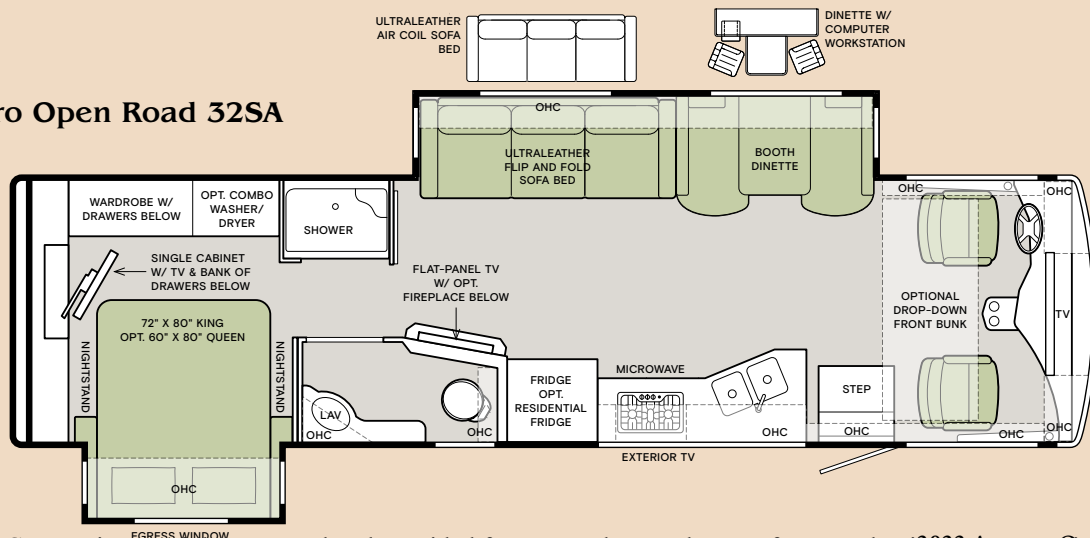 ULTRALEATHER
AIR COIL SOFA
BED
DINETTE W/
COMPUTER
WORKSTATION
ro Open Road 32SA
OHC
ULTRALEATHER
FLIP AND FOLD
SOFA BED
BOOTH
DINETTE
WARDROBE W/
DRAWERS BELOW
OPT. COMBO
WASHER/
DRYER
SHOWER
OHC
OHC
SINGLE CABINET
W/ TV & BANK OF
DRAWERS BELOW
FLAT-PANEL TV
W/ OPT.
FIREPLACE BELOW
OPTIONAL
DROP-DOWN
FRONT BUNK
TV
72" X 80" KING
OPT. 60" X 80" QUEEN
NIGHTSTAND
NIGHTSTAND
MICROWAVE
FRIDGE
OPT.
RESIDENTIAL
FRIDGE
STEP
LAV
OHC
OHC
OHC
OHC
OHC
OHC
EXTERIOR TV
OHC
EGRESS WINDOW